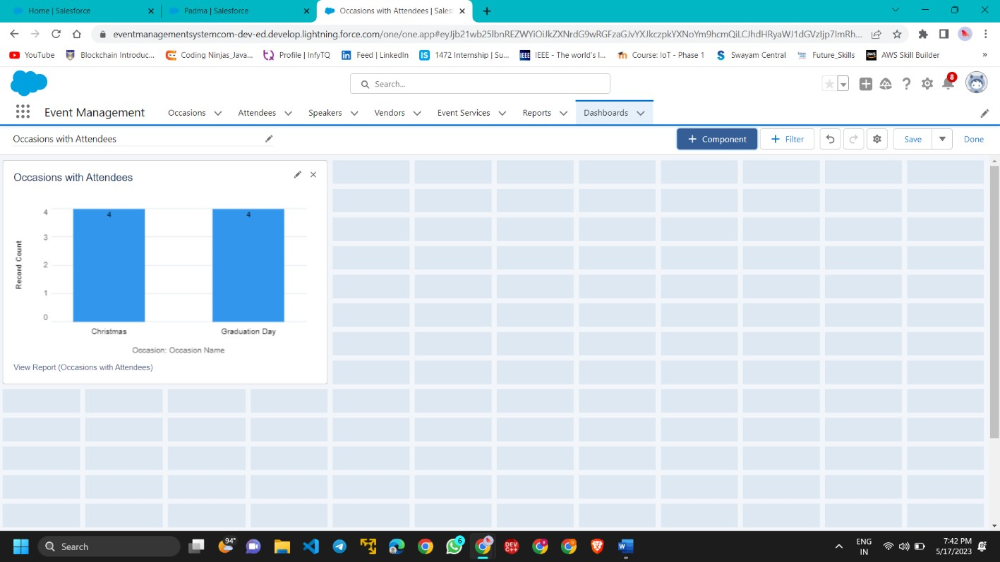 Home | Salesforce
Padma | Salesforce
Occasions with Attendees | Sales
eventmanagementsystemcom-dev-ed.develop.lightning.force.com/one/one.app#eyJjb21wb25lbnREZWYiOiJkZXNrdG9wRGFzaGJvYXJkczpkYXNoYm9hcmQiLCJhdHRyaWJ1dGVzIjp7ImRh...
YouTube
Blockchain Introduc...
Coding Ninjas_Java...
Profile | InfyTQ
Feed | LinkedIn
IS 1472 Internship | Su...
IEEE IEEE - The world's l...
Course: IoT - Phase 1
S Swayam Central
Future_Skills
aws AWS Skill Builder
»
Search...
8
Event Management
Occasions
Attendees
Speakers
Vendors
Event Services
Reports
Dashboards
Occasions with Attendees
+ Component
+ Filter
Save
Done
Occasions with Attendees
Record Count
4
3
2
1
0
4
4
Christmas
Graduation Day
Occasion: Occasion Name
View Report (Occasions with Attendes)
Search
94°
6
DEV C++
ENG
IN
7:42 PM
5/17/2023